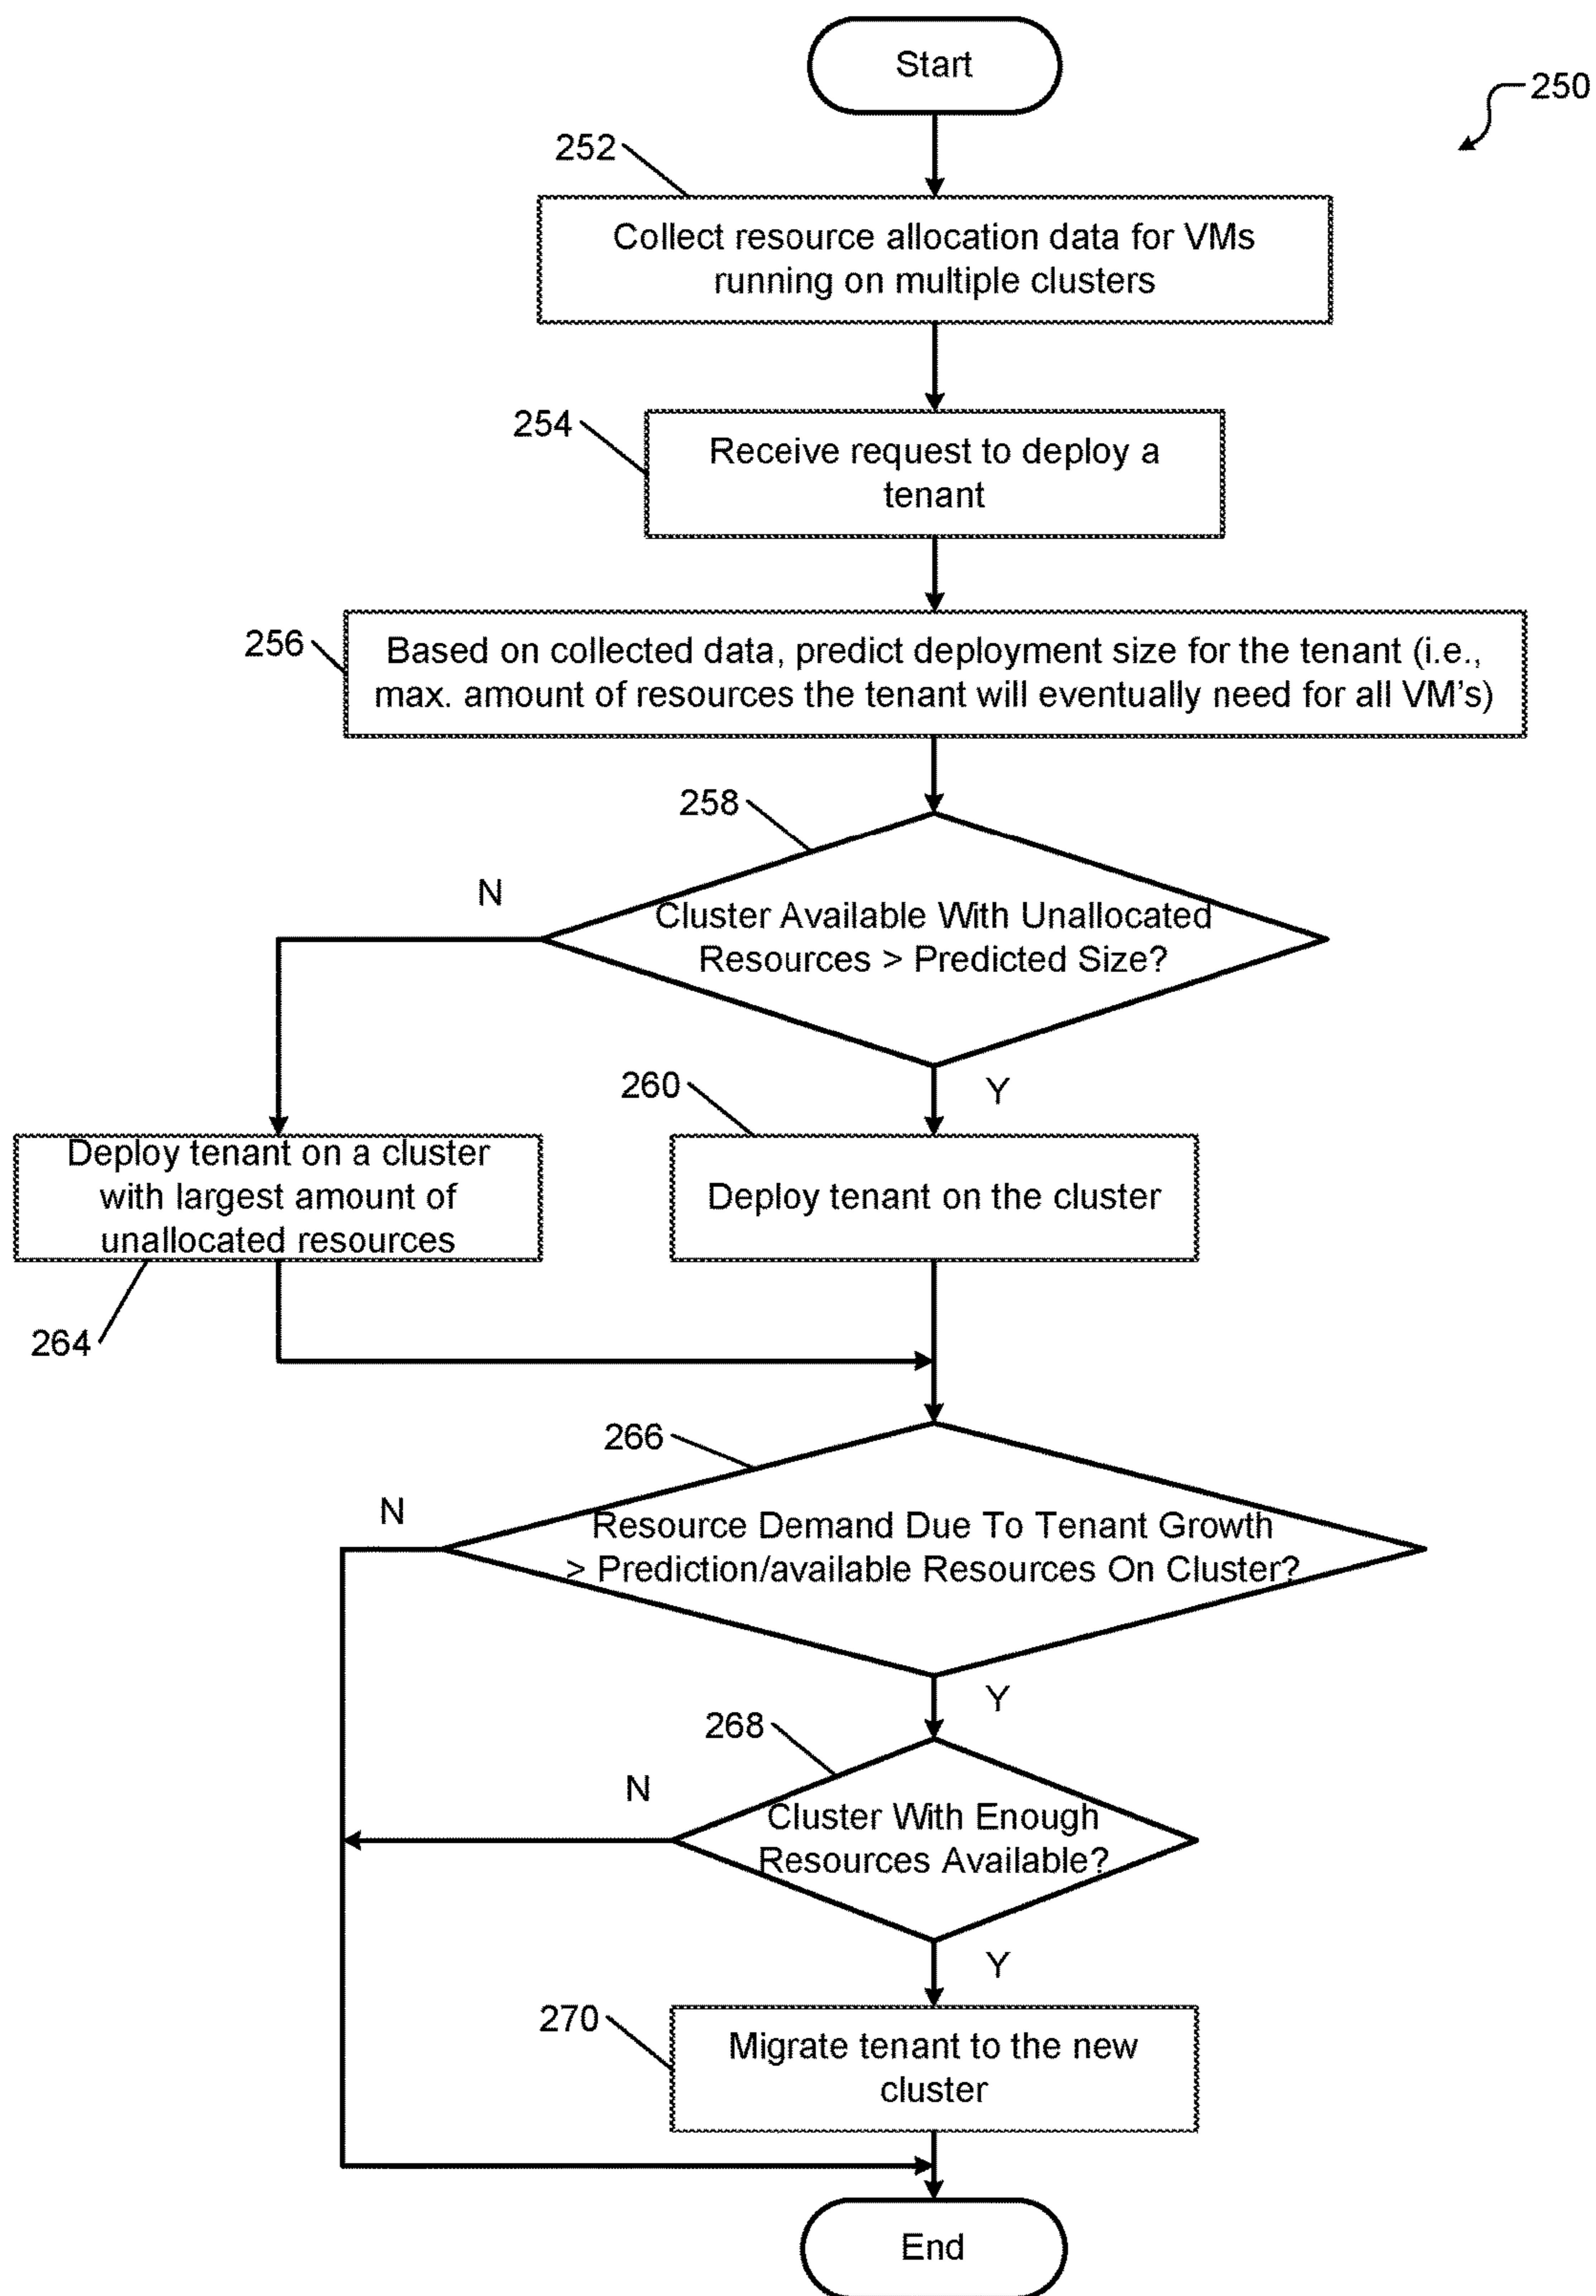 Start
250
252
Collect resource allocation data for VMs
running on multiple clusters
254
Receive request to deploy a
tenant
256
Based on collected data, predict deployment size for the tenant (i.e.,
max. amount of resources the tenant will eventually need for all VM's)
258
N
Cluster Available With Unallocated
Resources > Predicted Size?
260
Y
Deploy tenant on a cluster
with largest amount of
unallocated resources
Deploy tenant on the cluster
264
266
N
Resource Demand Due To Tenant Growth
> Prediction/available Resources On Cluster?
Y
268
N
Cluster With Enough
Resources Available?
Y
270
Migrate tenant to the new
cluster
End